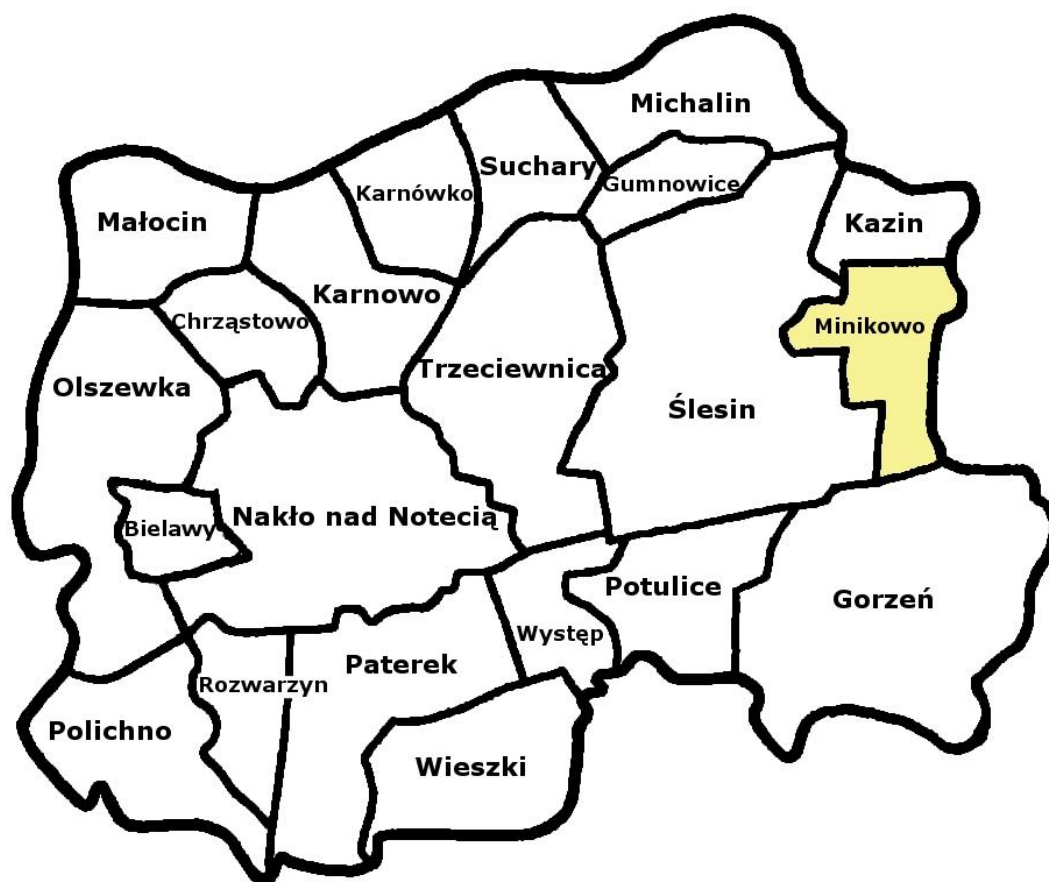 Michalin
Suchary
Gumnowice
Karnówko
Małocin
Kazin
Karnowo
Chrząstowo
Minikowo
Trzeciewnica
Olszewka
Ślesin
Nakło nad Notecią
Bielawy
Potulice
Gorzeń
Występ
Paterek
Rozwarzyn
Polichno
Wieszki